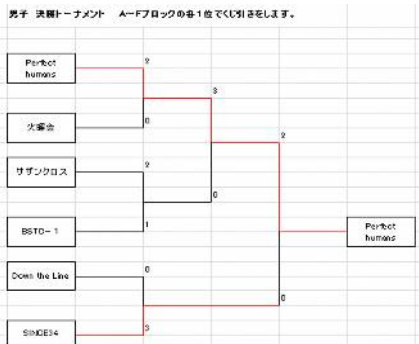 男子 決勝トーナメント A～Fブロックの各1位でくじ引きをします。
Perfect
humans
2
3
火曜会
0
2
サザンクロス
2
0
BSTC-1
1
Perfect
humans
Down the Line
0
0
SINCE34
3